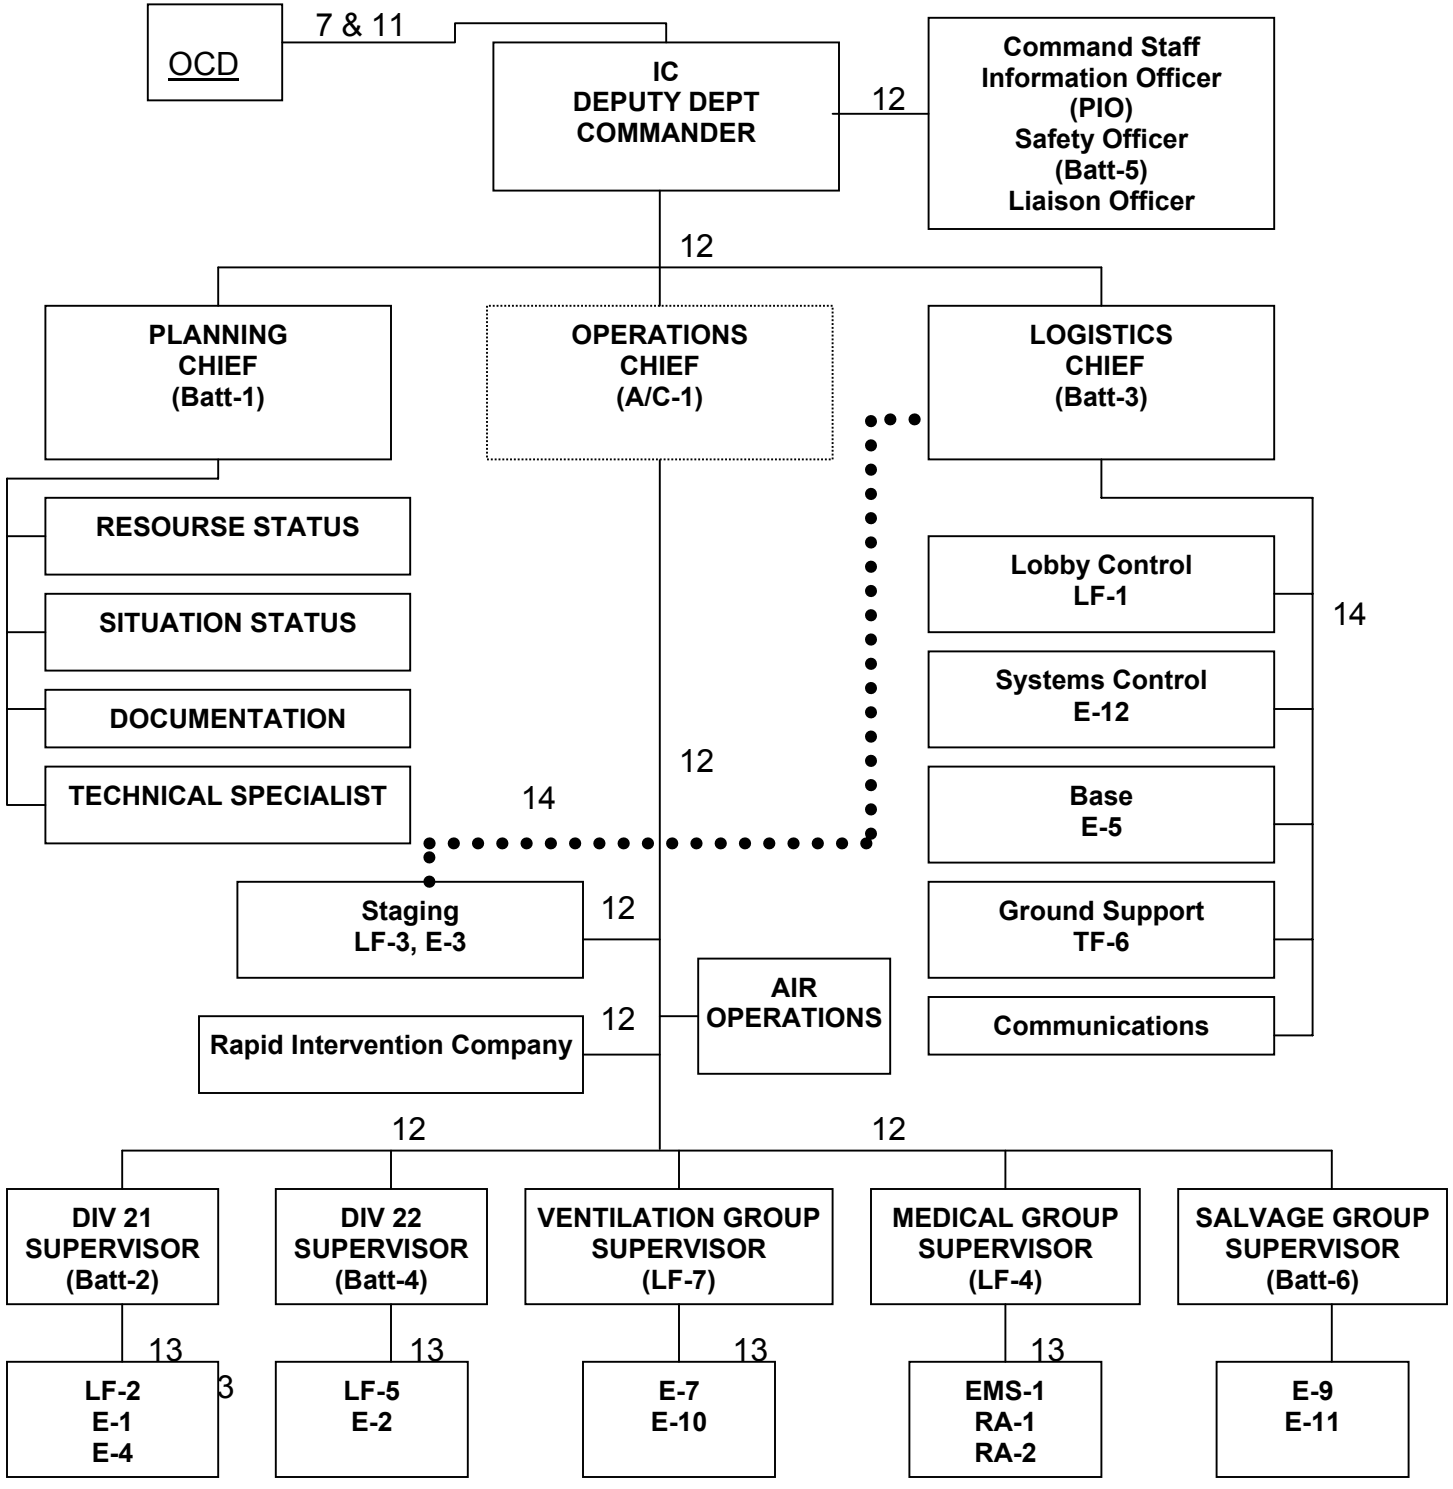 OCD
7 & 11
IC
DEPUTY DEPT
COMMANDER
12
Command Staff
Information Officer
(PIO)
Safety Officer
(Batt-5)
Liaison Officer
12
PLANNING
CHIEF
(Batt-1)
OPERATIONS
CHIEF
(A/C-1)
LOGISTICS
CHIEF
(Batt-3)
RESOURSE STATUS
SITUATION STATUS
DOCUMENTATION
TECHNICAL SPECIALIST
Lobby Control
LF-1
14
Systems Control
E-12
Base
E-5
Ground Support
TF-6
Communications
12
14
Staging
LF-3, E-3
12
AIR
OPERATIONS
Rapid Intervention Company
12
12
12
DIV 21
SUPERVISOR
(Batt-2)
DIV 22
SUPERVISOR
(Batt-4)
VENTILATION GROUP
SUPERVISOR
(LF-7)
MEDICAL GROUP
SUPERVISOR
(LF-4)
SALVAGE GROUP
SUPERVISOR
(Batt-6)
13
13
13
13
3
LF-2
E-1
E-4
LF-5
E-2
E-7
E-10
EMS-1
RA-1
RA-2
E-9
E-11